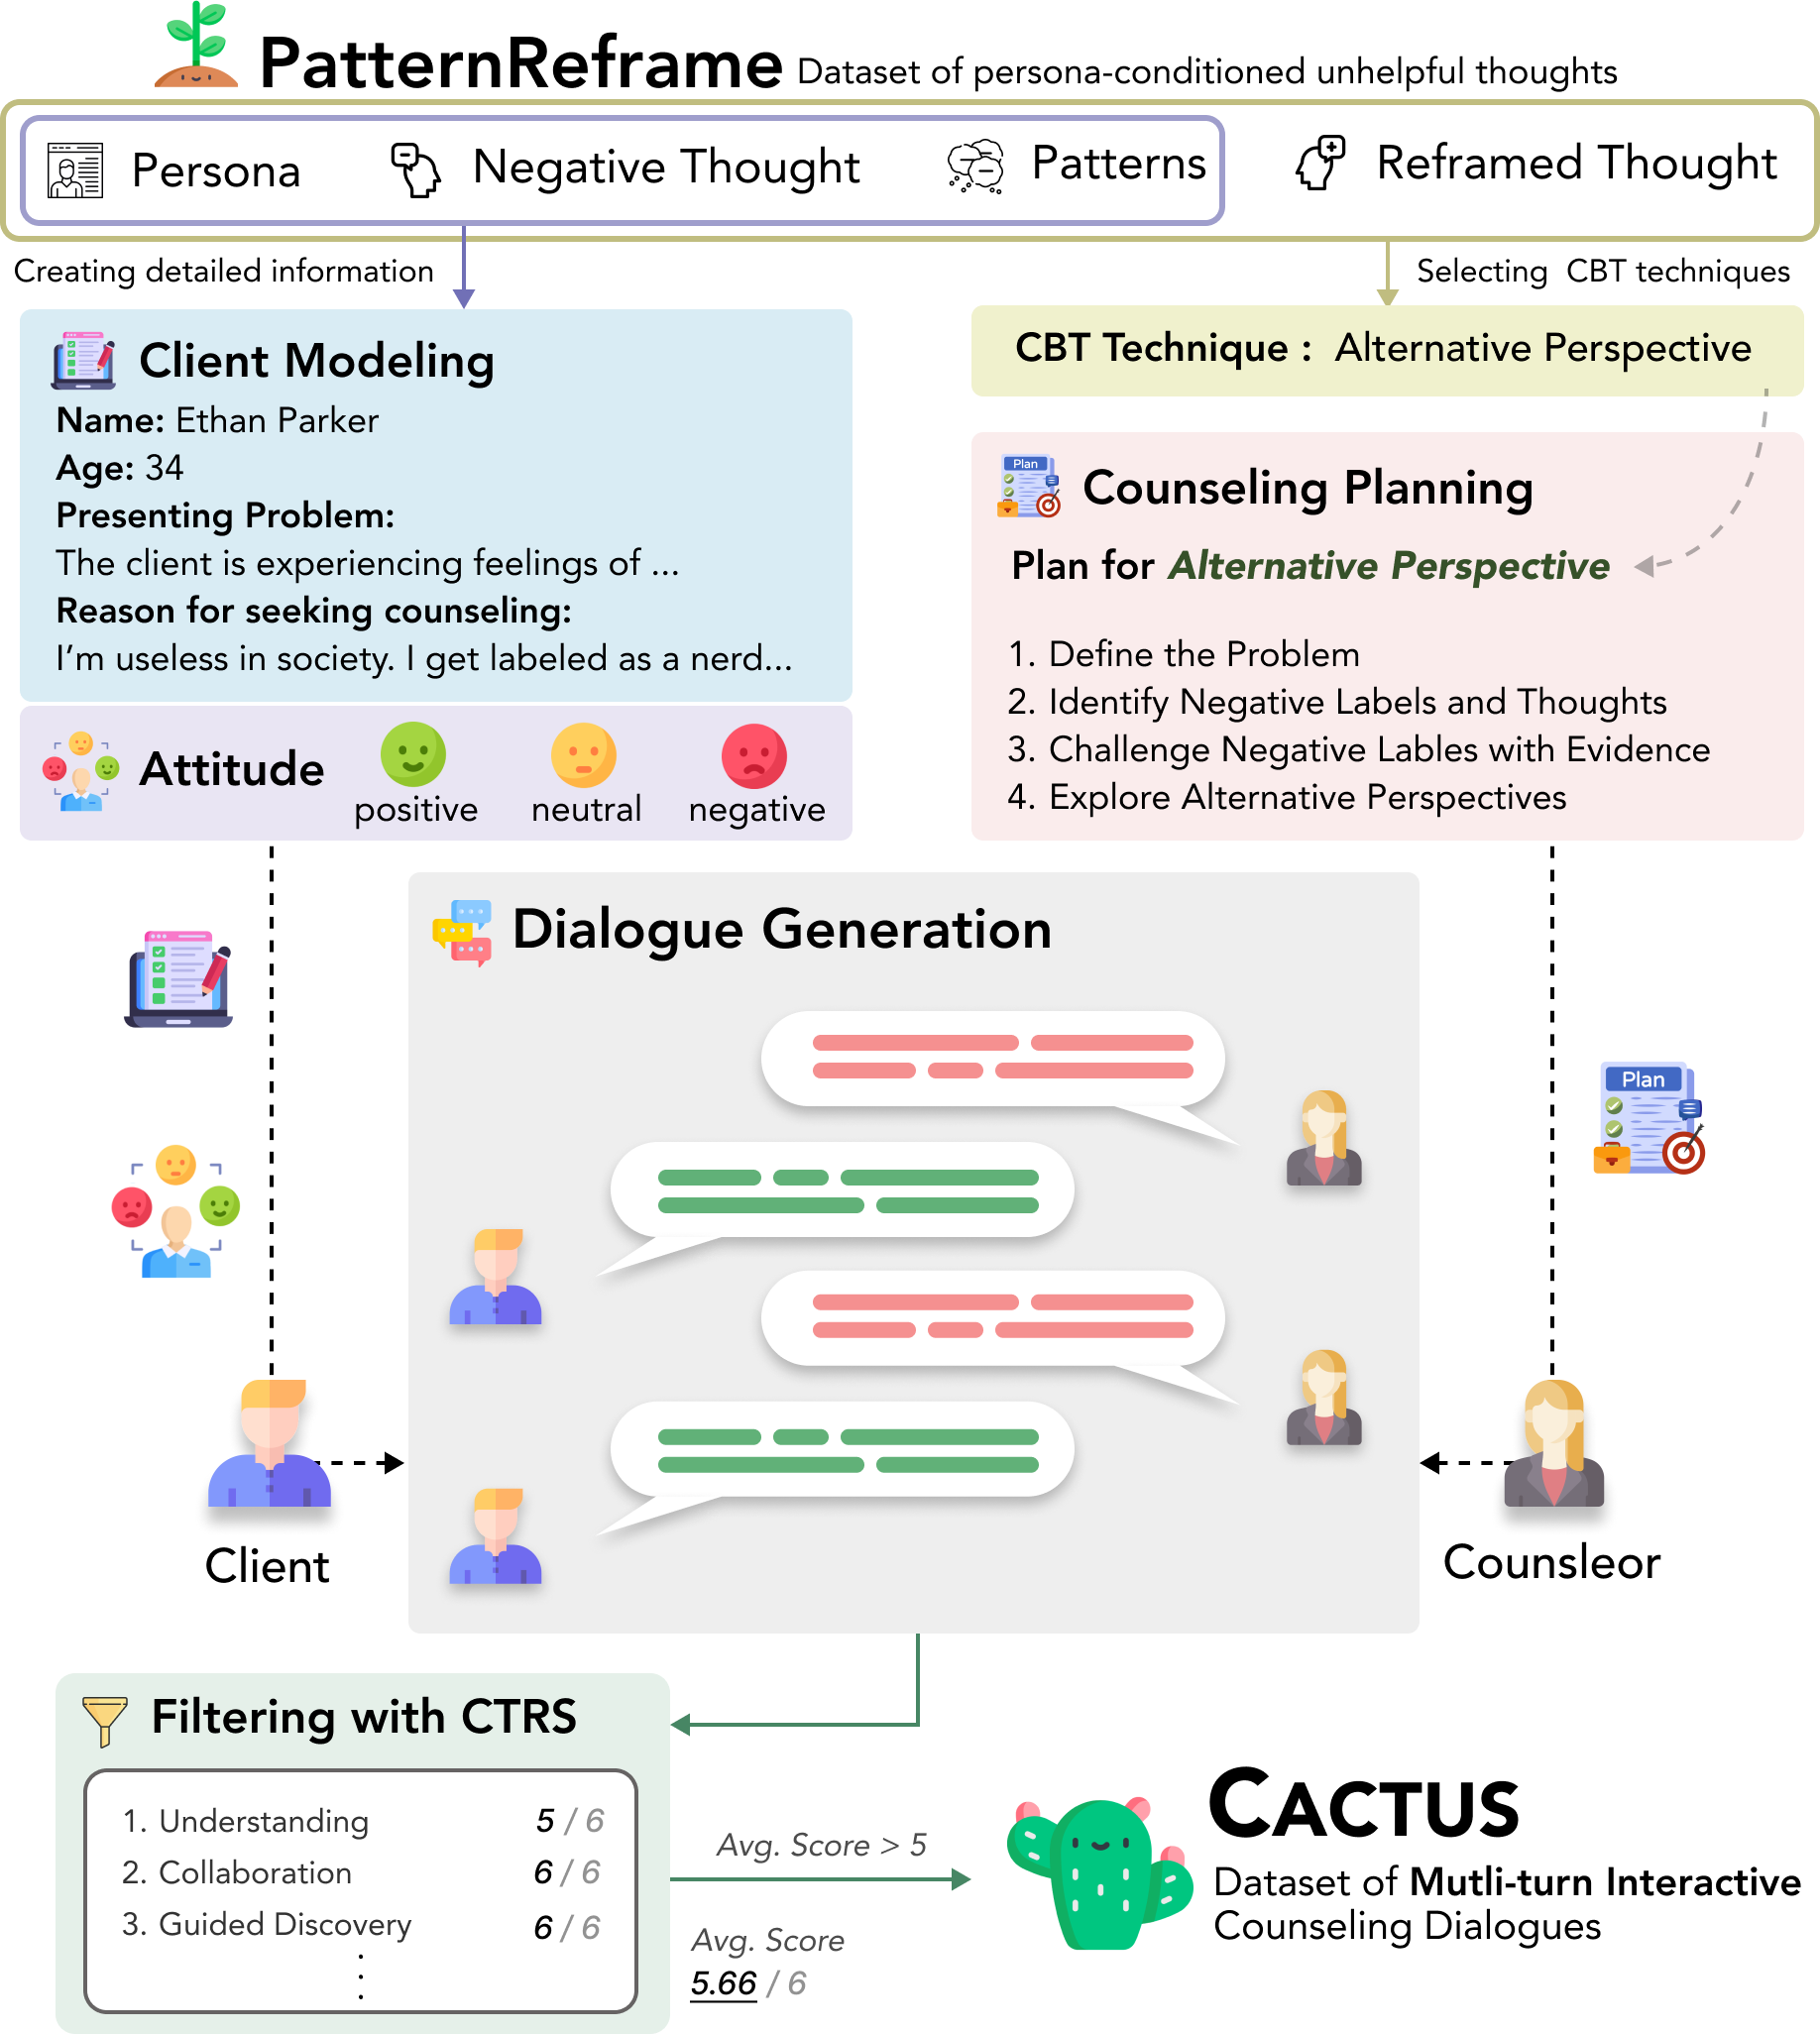 PatternReframe Dataset of persona-conditioned unhelpful thoughts
Persona
Negative Thought
Patterns
Reframed Thought
Creating detailed information
Selecting CBT techniques
Client Modeling
Name: Ethan Parker
Age: 34
Presenting Problem:
The client is experiencing feelings of ...
Reason for seeking counseling:
I'm useless in society. I get labeled as a nerd...
Attitude
positive
neutral
negative
CBT Technique : Alternative Perspective
Plan
Counseling Planning
Plan for Alternative Perspective
1. Define the Problem
2. Identify Negative Labels and Thoughts
3. Challenge Negative Lables with Evidence
4. Explore Alternative Perspectives
Dialogue Generation
Plan
Client
Counsleor
Filtering with CTRS
1. Understanding 5 / 6
2. Collaboration 6 / 6
3. Guided Discovery 6 / 6
Avg. Score > 5
Avg. Score
5.66 / 6
CACTUS
Dataset of Mutli-turn Interactive
Counseling Dialogues